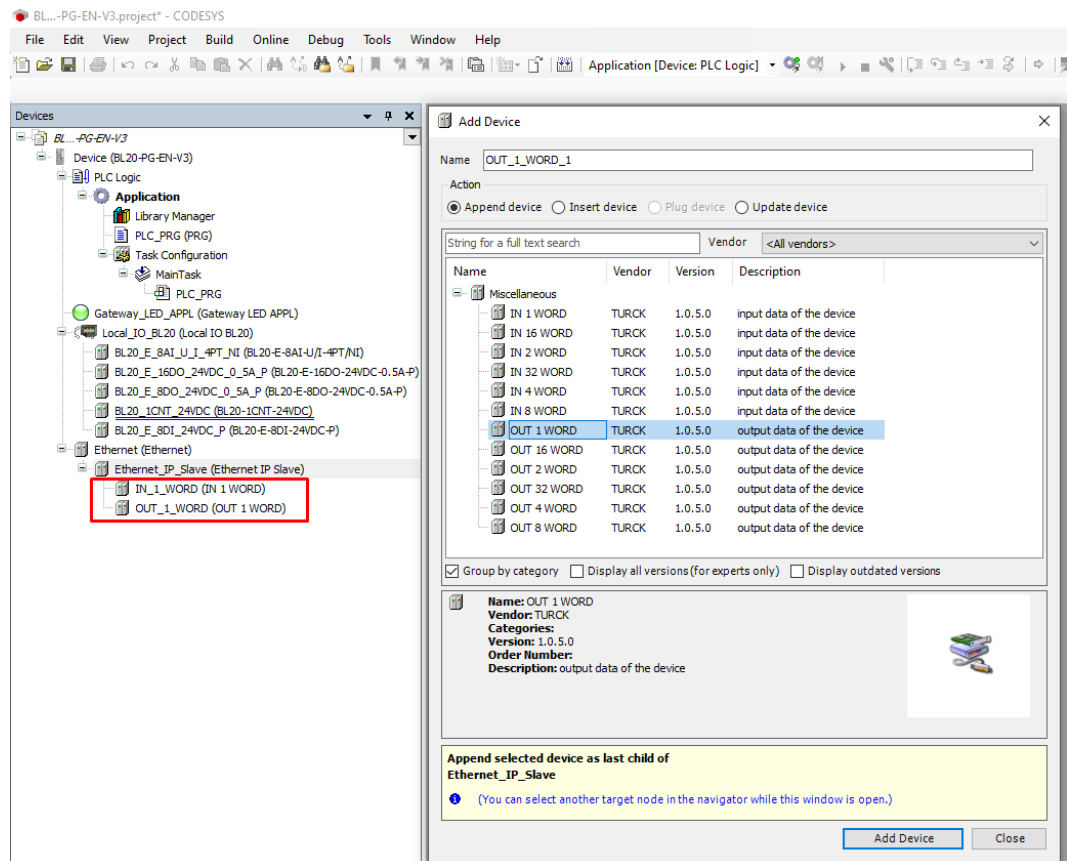 BL...-PG-EN-V3.project* - CODESYS
File Edit View Project Build Online Debug Tools Window Help
Application [Device: PLC Logic]
Devices
BL...-PG-EN-V3
Device (BL20-PG-EN-V3)
PLC Logic
Application
Library Manager
PLC_PRG (PRG)
Task Configuration
MainTask
PLC_PRG
Gateway_LED_APPL (Gateway LED APPL)
Local_IO_BL20 (Local IO BL20)
BL20_E_8AI_U_I_4PT_NI (BL20-E-8AI-U/I-4PT/NI)
BL20_E_16DO_24VDC_0_5A_P (BL20-E-16DO-24VDC-0.5A-P)
BL20_E_8DO_24VDC_0_5A_P (BL20-E-8DO-24VDC-0.5A-P)
BL20_1CNT_24VDC (BL20-1CNT-24VDC)
BL20_E_8DI_24VDC_P (BL20-E-8DI-24VDC-P)
Ethernet (Ethernet)
Ethernet_IP_Slave (Ethernet IP Slave)
IN_1_WORD (IN 1 WORD)
OUT_1_WORD (OUT 1 WORD)
Add Device
Name OUT_1_WORD_1
Action
Append device Insert device Plug device Update device
String for a full text search Vendor <All vendors>
Name Vendor Version Description
Miscellaneous
IN 1 WORD TURCK 1.0.5.0 input data of the device
IN 16 WORD TURCK 1.0.5.0 input data of the device
IN 2 WORD TURCK 1.0.5.0 input data of the device
IN 32 WORD TURCK 1.0.5.0 input data of the device
IN 4 WORD TURCK 1.0.5.0 input data of the device
IN 8 WORD TURCK 1.0.5.0 input data of the device
OUT 1 WORD TURCK 1.0.5.0 output data of the device
OUT 16 WORD TURCK 1.0.5.0 output data of the device
OUT 2 WORD TURCK 1.0.5.0 output data of the device
OUT 32 WORD TURCK 1.0.5.0 output data of the device
OUT 4 WORD TURCK 1.0.5.0 output data of the device
OUT 8 WORD TURCK 1.0.5.0 output data of the device
Group by category Display all versions (for experts only) Display outdated versions
Name: OUT 1 WORD
Vendor: TURCK
Categories:
Version: 1.0.5.0
Order Number:
Description: output data of the device
Append selected device as last child of
Ethernet_IP_Slave
(You can select another target node in the navigator while this window is open.)
Add Device Close